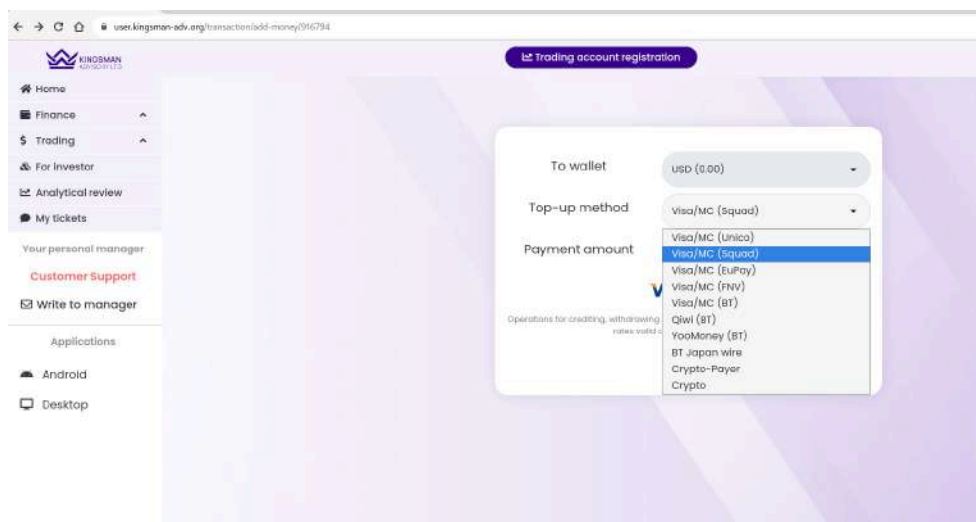 user.kingsman-adv.org/transaction/add-money/916794
KINGSMAN
ADVISORY LTD
Trading account registration
Home
Finance
$ Trading
For investor
Analytical review
My tickets
Your personal manager
Customer Support
Write to manager
Applications
Android
Desktop
To wallet
USD (0.00)
Top-up method
Visa/MC (Squad)
Payment amount
Visa/MC (Unico)
Visa/MC (Squad)
Visa/MC (EuPay)
Visa/MC (FNV)
Visa/MC (BT)
Qiwi (BT)
YooMoney (BT)
BT Japan wire
Crypto-Payer
Crypto
V
Operations for crediting, withdrawing
rates valid